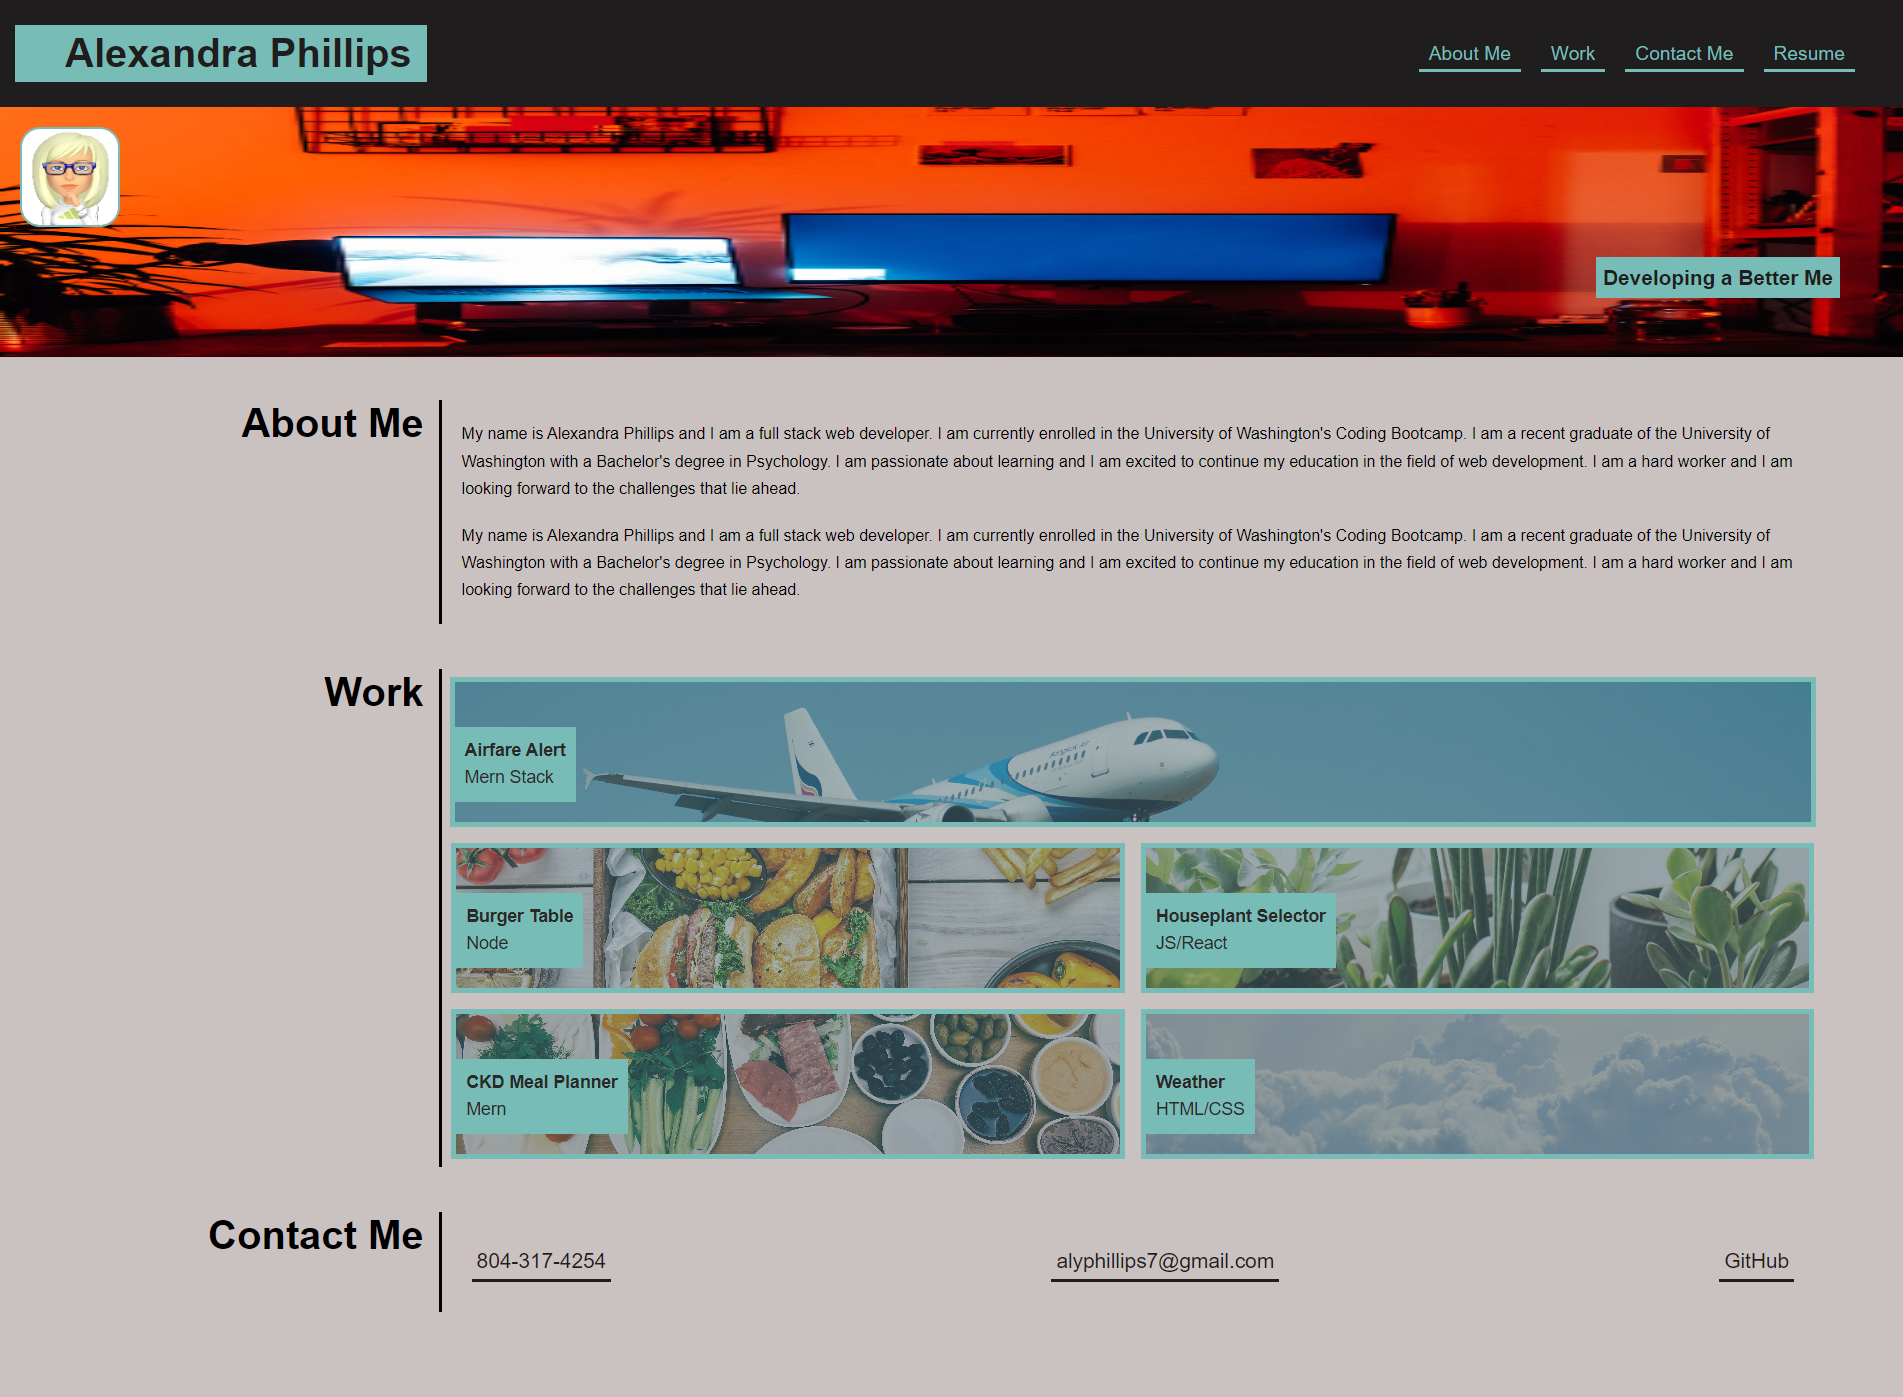 Alexandra Phillips
About Me
Work
Contact Me
Resume
Developing a Better Me
About Me
My name is Alexandra Phillips and I am a full stack web developer. I am currently enrolled in the University of Washington's Coding Bootcamp. I am a recent graduate of the University of
Washington with a Bachelor's degree in Psychology. I am passionate about learning and I am excited to continue my education in the field of web development. I am a hard worker and I am
looking forward to the challenges that lie ahead.
My name is Alexandra Phillips and I am a full stack web developer. I am currently enrolled in the University of Washington's Coding Bootcamp. I am a recent graduate of the University of
Washington with a Bachelor's degree in Psychology. I am passionate about learning and I am excited to continue my education in the field of web development. I am a hard worker and I am
looking forward to the challenges that lie ahead.
Work
Airfare Alert
Mern Stack
Burger Table
Node
Houseplant Selector
JS/React
CKD Meal Planner
Mern
Weather
HTML/CSS
Contact Me
804-317-4254
alyphillips7@gmail.com
GitHub